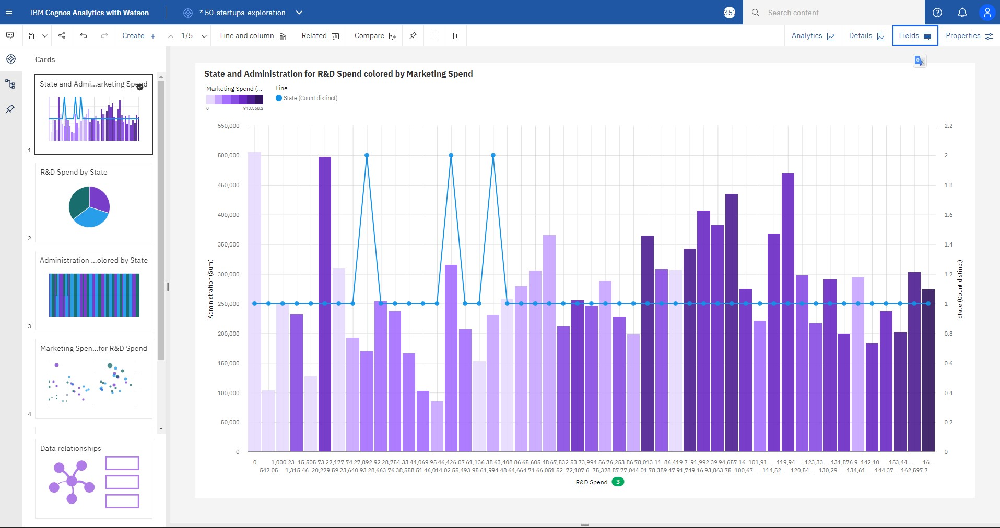 IBM Cognos Analytics with Watson
* 50-startups-exploration
Search content
Create +
1/5
Line and column
Related
Compare
Analytics
Details
Fields
Properties
Cards
State and Admi...arketing Spend
1
R&D Spend by State
2
Administration ...olored by State
3
Marketing Spen...for R&D Spend
4
Data relationships
State and Administration for R&D Spend colored by Marketing Spend
Marketing Spend (...
0 943,568.2
Line
State (Count distinct)
550,000
500,000
450,000
400,000
350,000
300,000
250,000
200,000
150,000
100,000
50,000
0
Administration (Sum)
2.2
2
1.8
1.6
1.4
1.2
1
0.8
0.6
0.4
0.2
0
State (Count distinct)
0 1,000.23 15,505.73 22,177.74 27,892.92 28,754.33 44,069.95 46,426.07 61,136.38 63,408.86 65,605.48 67,532.53 73,994.56 76,253.86 78,013.11 86,419.7 91,992.39 94,657.16 101,91... 119,94... 123,33... 131,876.9 142,10... 153,44... 16...
542.05 1,315.46 20,229.59 23,640.93 28,663.76 38,558.51 46,014.02 55,493.95 61,994.48 64,664.71 66,051.52 72,107.6 75,328.87 77,044.01 78,389.47 91,749.16 93,863.75 100,67... 114,52... 120,54... 130,29... 134,61... 144,37... 162,597.7
R&D Spend 3